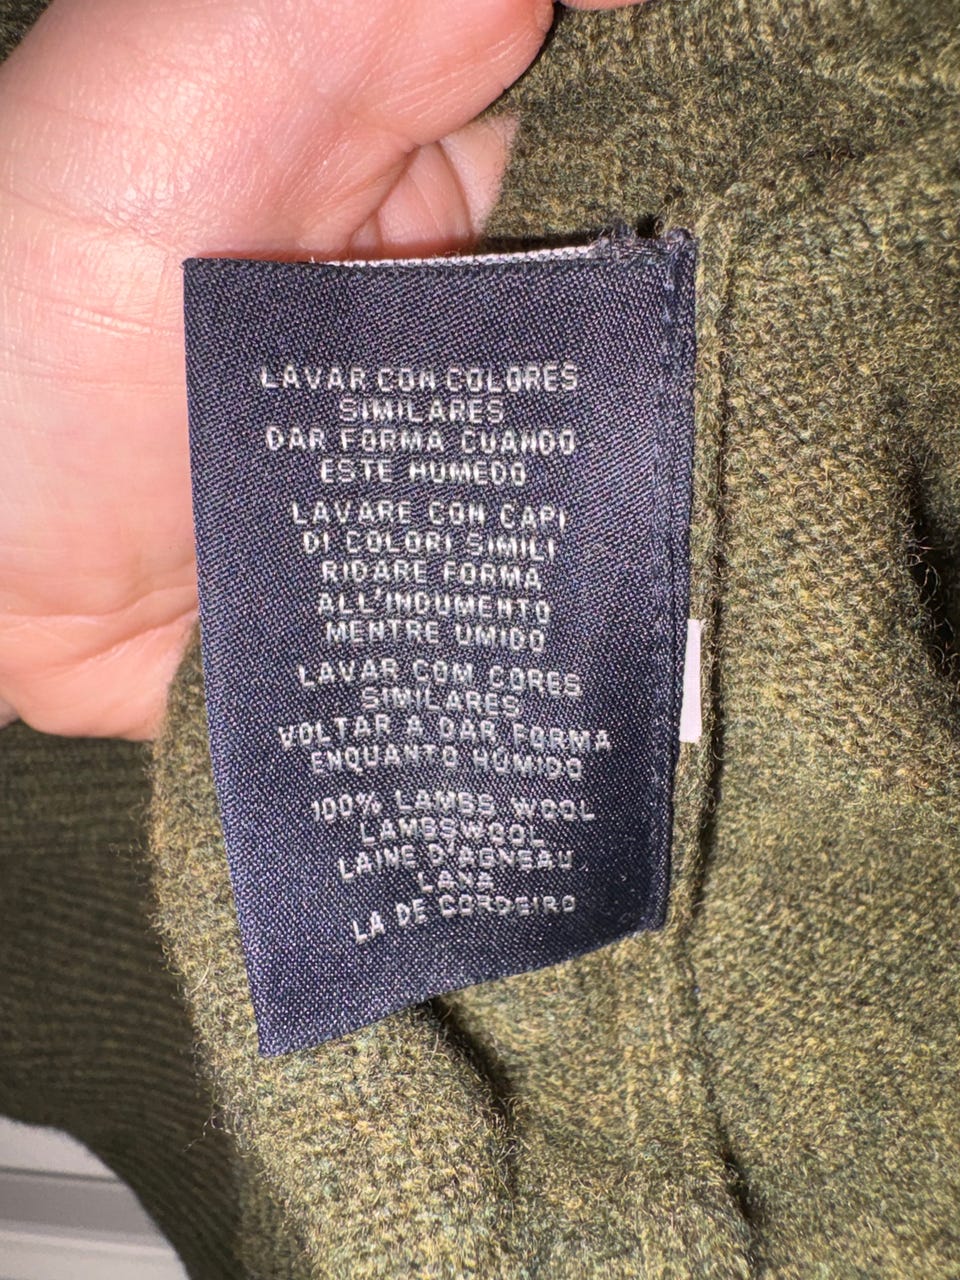 LAVAR CON COLORES
SIMILARES
DAR FORMA CUANDO
ESTE HUMEDO
LAVARE CON CAPI
DI COLORI SIMILI
RIDARE FORMA
ALL'INDUMENTO
MENTRE UMIDO
LAVAR COM CORES
SIMILARES
VOLTAR A DAR FORMA
ENQUANTO HUMIDO
100% LAMBS WOOL
LAMBSWOOL
LAINE D'AGNEAU
LANA
LA DE CORDEIRO